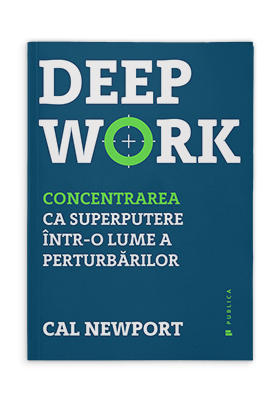 DEEP
WORK
CONCENTRAREA
CA SUPERPUTERE
ÎNTR-O LUME A
PERTURBĂRILOR
CAL NEWPORT
PUBLICA